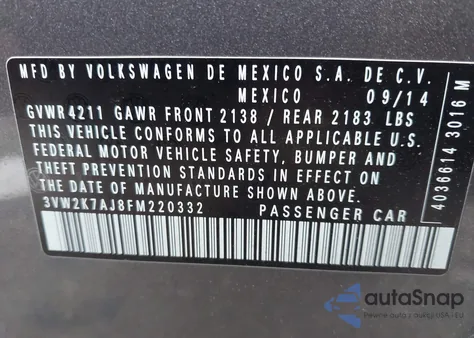 MFD BY VOLKSWAGEN DE MEXICO S.A. DE C.V.
MEXICO 09/14
GVWR4211 GAWR FRONT 2138 / REAR 2183 LBS
THIS VEHICLE CONFORMS TO ALL APPLICABLE U.S.
FEDERAL MOTOR VEHICLE SAFETY, BUMPER AND
THEFT PREVENTION STANDARDS IN EFFECT ON
THE DATE OF MANUFACTURE SHOWN ABOVE.
3VW2K7AJ8FM220332 PASSENGER CAR
4036614 3016 M
autoSnap